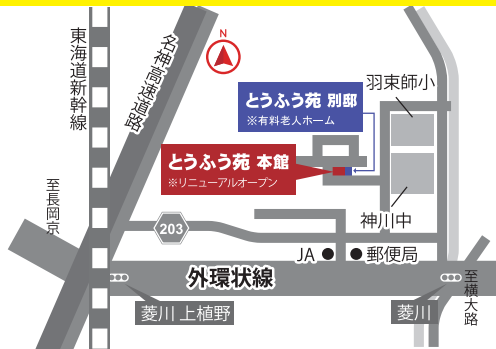 東海道新幹線
名神高速道路
N
羽束師小
とうふう苑 別邸
※有料老人ホーム
とうふう苑 本館
※リニューアルオープン
至長岡京
神川中
203
JA
郵便局
外環状線
至横大路
菱川 上植野
菱川